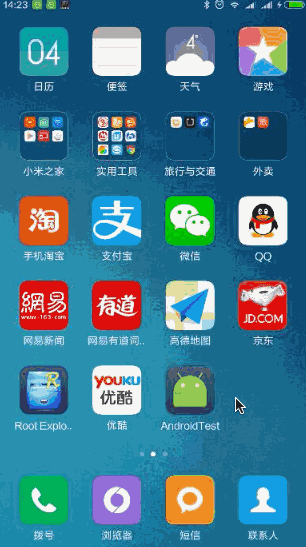 14:23
04
4°
日历 便签 天气 游戏
小米之家 实用工具 旅行与交通 外卖
淘 支
手机淘宝 支付宝 微信 QQ
網易 有道 JD.COM
www.163.com
网易新闻 网易有道词.. 高德地图 京东
R YOUKU
优酷
Root Explo.. 优酷 AndroidTest
拨号 浏览器 短信 联系人